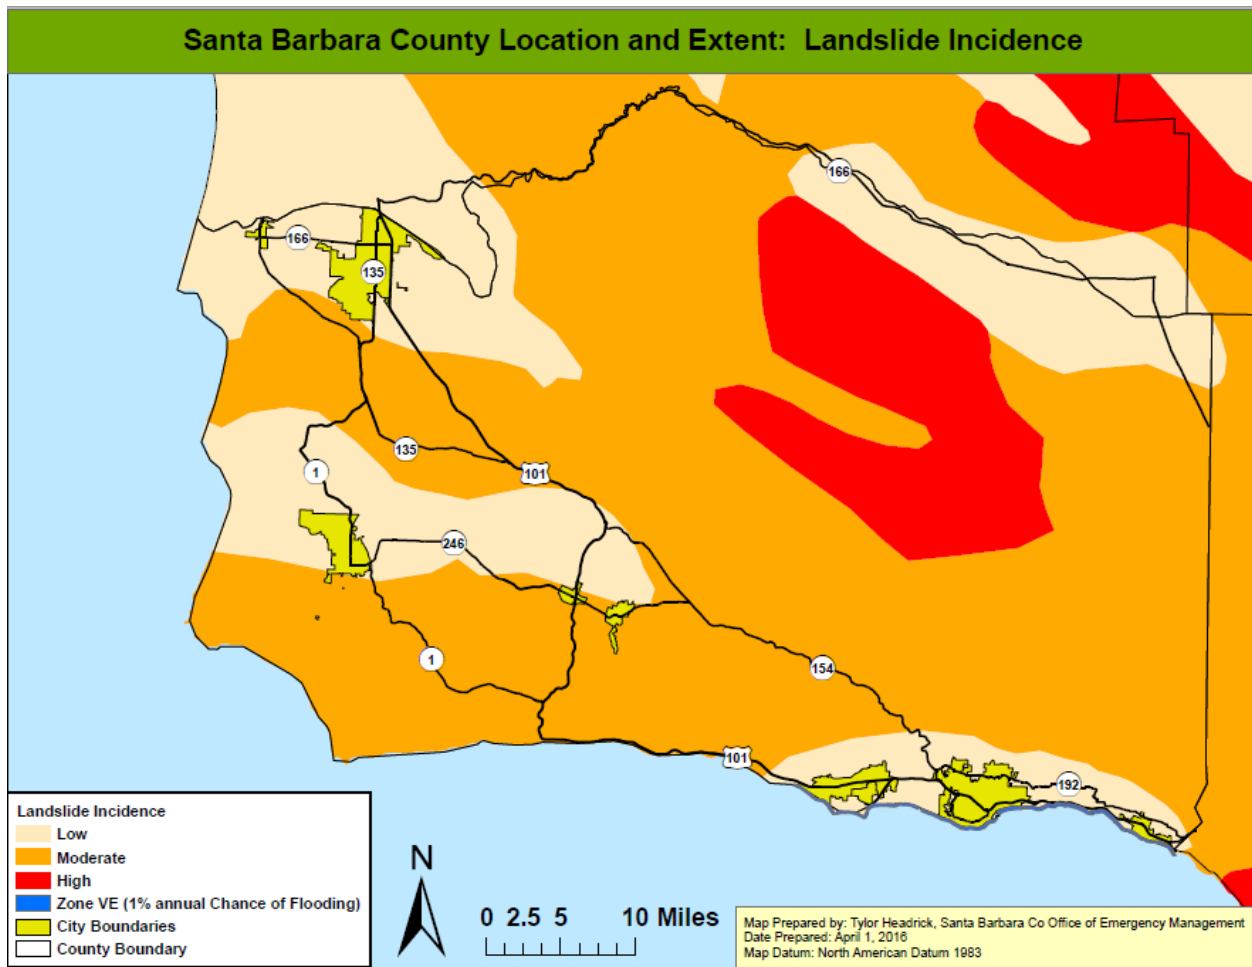 Santa Barbara County Location and Extent: Landslide Incidence
166
166
135
135
101
1
246
1
154
101
192
Landslide Incidence
Low
Moderate
High
Zone VE (1% annual Chance of Flooding)
City Boundaries
County Boundary
N
0 2.5 5 10 Miles
Map Prepared by: Tylor Headrick, Santa Barbara Co Office of Emergency Management
Date Prepared: April 1, 2016
Map Datum: North American Datum 1983